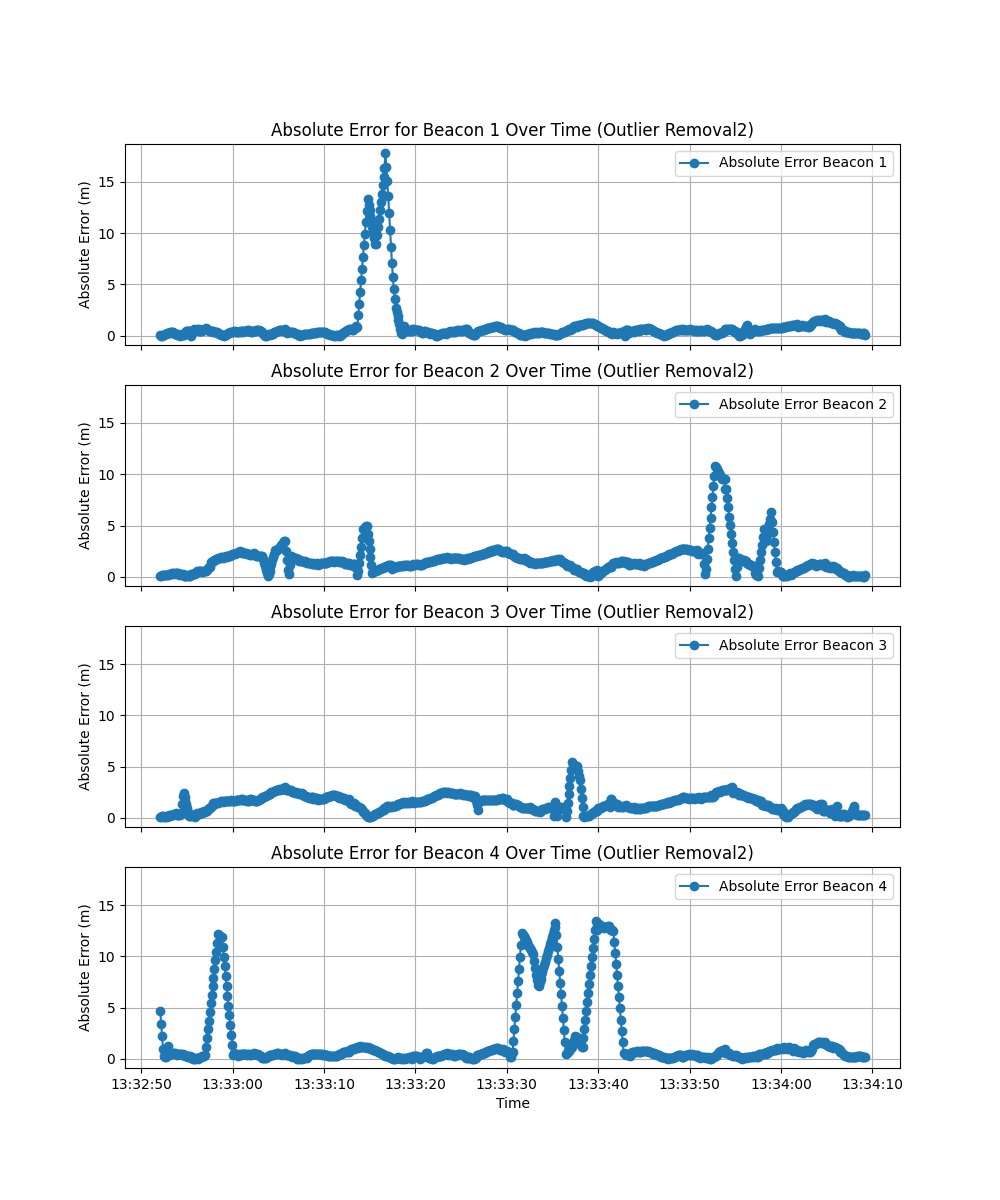 Absolute Error for Beacon 1 Over Time (Outlier Removal2)
Absolute Error Beacon 1
Absolute Error (m)
15
10
5
0
Absolute Error for Beacon 2 Over Time (Outlier Removal2)
Absolute Error Beacon 2
Absolute Error (m)
15
10
5
0
Absolute Error for Beacon 3 Over Time (Outlier Removal2)
Absolute Error Beacon 3
Absolute Error (m)
15
10
5
0
Absolute Error for Beacon 4 Over Time (Outlier Removal2)
Absolute Error Beacon 4
Absolute Error (m)
15
10
5
0
13:32:50 13:33:00 13:33:10 13:33:20 13:33:30 13:33:40 13:33:50 13:34:00 13:34:10
Time